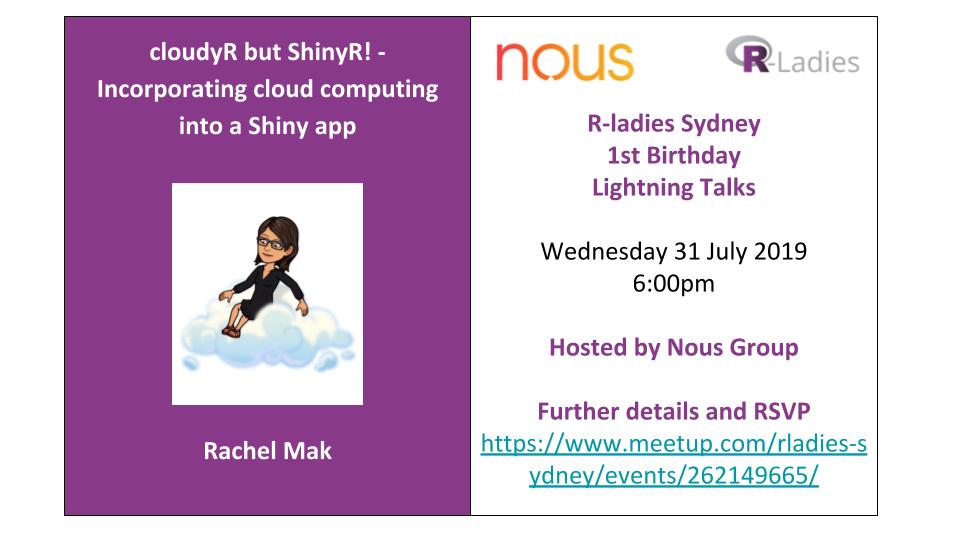 cloudyR but ShinyR! -
Incorporating cloud computing
into a Shiny app
Rachel Mak
nous
R-Ladies
R-ladies Sydney
1st Birthday
Lightning Talks
Wednesday 31 July 2019
6:00pm
Hosted by Nous Group
Further details and RSVP
https://www.meetup.com/rladies-s
ydney/events/262149665/